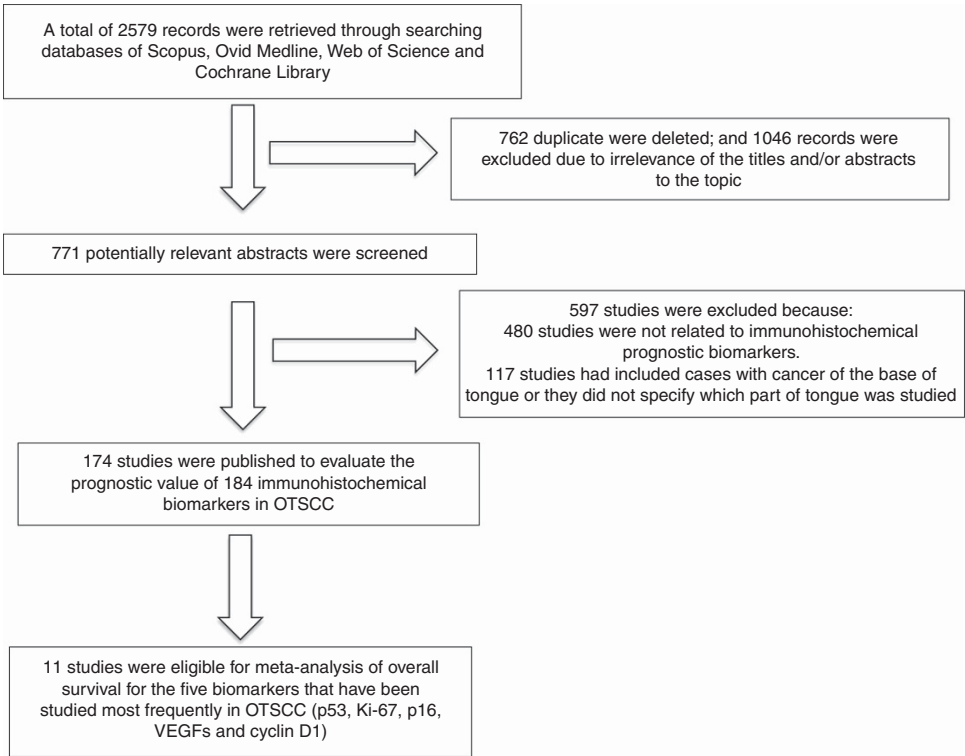 A total of 2579 records were retrieved through searching
databases of Scopus, Ovid Medline, Web of Science and
Cochrane Library
762 duplicate were deleted; and 1046 records were
excluded due to irrelevance of the titles and/or abstracts
to the topic
771 potentially relevant abstracts were screened
597 studies were excluded because:
480 studies were not related to immunohistochemical
prognostic biomarkers.
117 studies had included cases with cancer of the base of
tongue or they did not specify which part of tongue was studied
174 studies were published to evaluate the
prognostic value of 184 immunohistochemical
biomarkers in OTSCC
11 studies were eligible for meta-analysis of overall
survival for the five biomarkers that have been
studied most frequently in OTSCC (p53, Ki-67, p16,
VEGFs and cyclin D1)